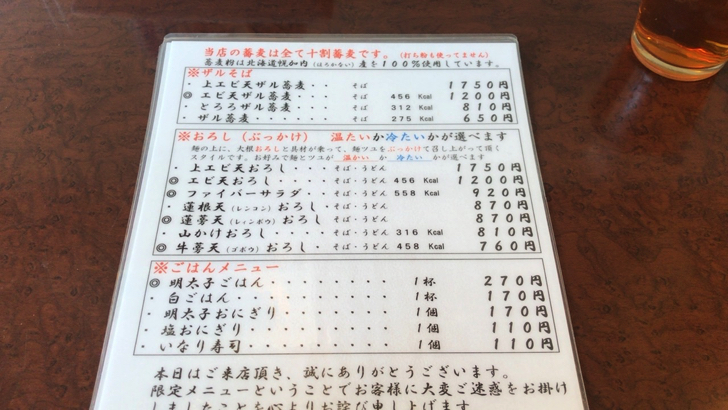 当店の蕎麦は全て十割蕎麦です。(打ち粉も使ってません)
蕎麦粉は北海道幌加内(ほろかない)産を100%使用しています。
※ザルそば
・ 上エビ天ザル蕎麦・・ そば 1750円
◎ エビ天ザル蕎麦・・・ そば 456 Kcal 1200円
・ とろろザル蕎麦・・・ そば 312 Kcal 810円
・ ザル蕎麦・・・・・・ そば 275 Kcal 650円
※おろし(ぶっかけ) 温たいか冷たいかが選べます
麺の上に、大根おろしと具材が乗って、麺ツユをぶっかけて召し上がって頂く
スタイルです。お好みで麺とツユが 温かい か 冷たい かが選べます
・ 上エビ天おろし・・・そば・うどん 1750円
◎ エビ天おろし・・・・そば・うどん 456 Kcal 1200円
◎ ファイバーサラダ・・そば・うどん 558 Kcal 920円
・ 蓮根天(レンコン)おろし そば・うどん 870円
◎ 蓮蒡天(レィンボウ)おろし そば・うどん 870円
・ 山かけおろし・・・・そば・うどん 316 Kcal 810円
◎ 牛蒡天(ゴボウ)おろし・そば・うどん 458 Kcal 760円
※ごはんメニュー
◎ 明太子ごはん・・・・・・・・・ 1杯 270円
・ 白ごはん・・・・・・・・・・・ 1杯 170円
・ 明太子おにぎり・・・・・・・・ 1個 170円
・ 塩おにぎり・・・・・・・・・・ 1個 110円
・ いなり寿司・・・・・・・・・・ 1個 110円
本日はご来店頂き、誠にありがとうございます。
限定メニューということでお客様に大変ご迷惑をお掛け
しましたことを心よりお詫び申し上げます